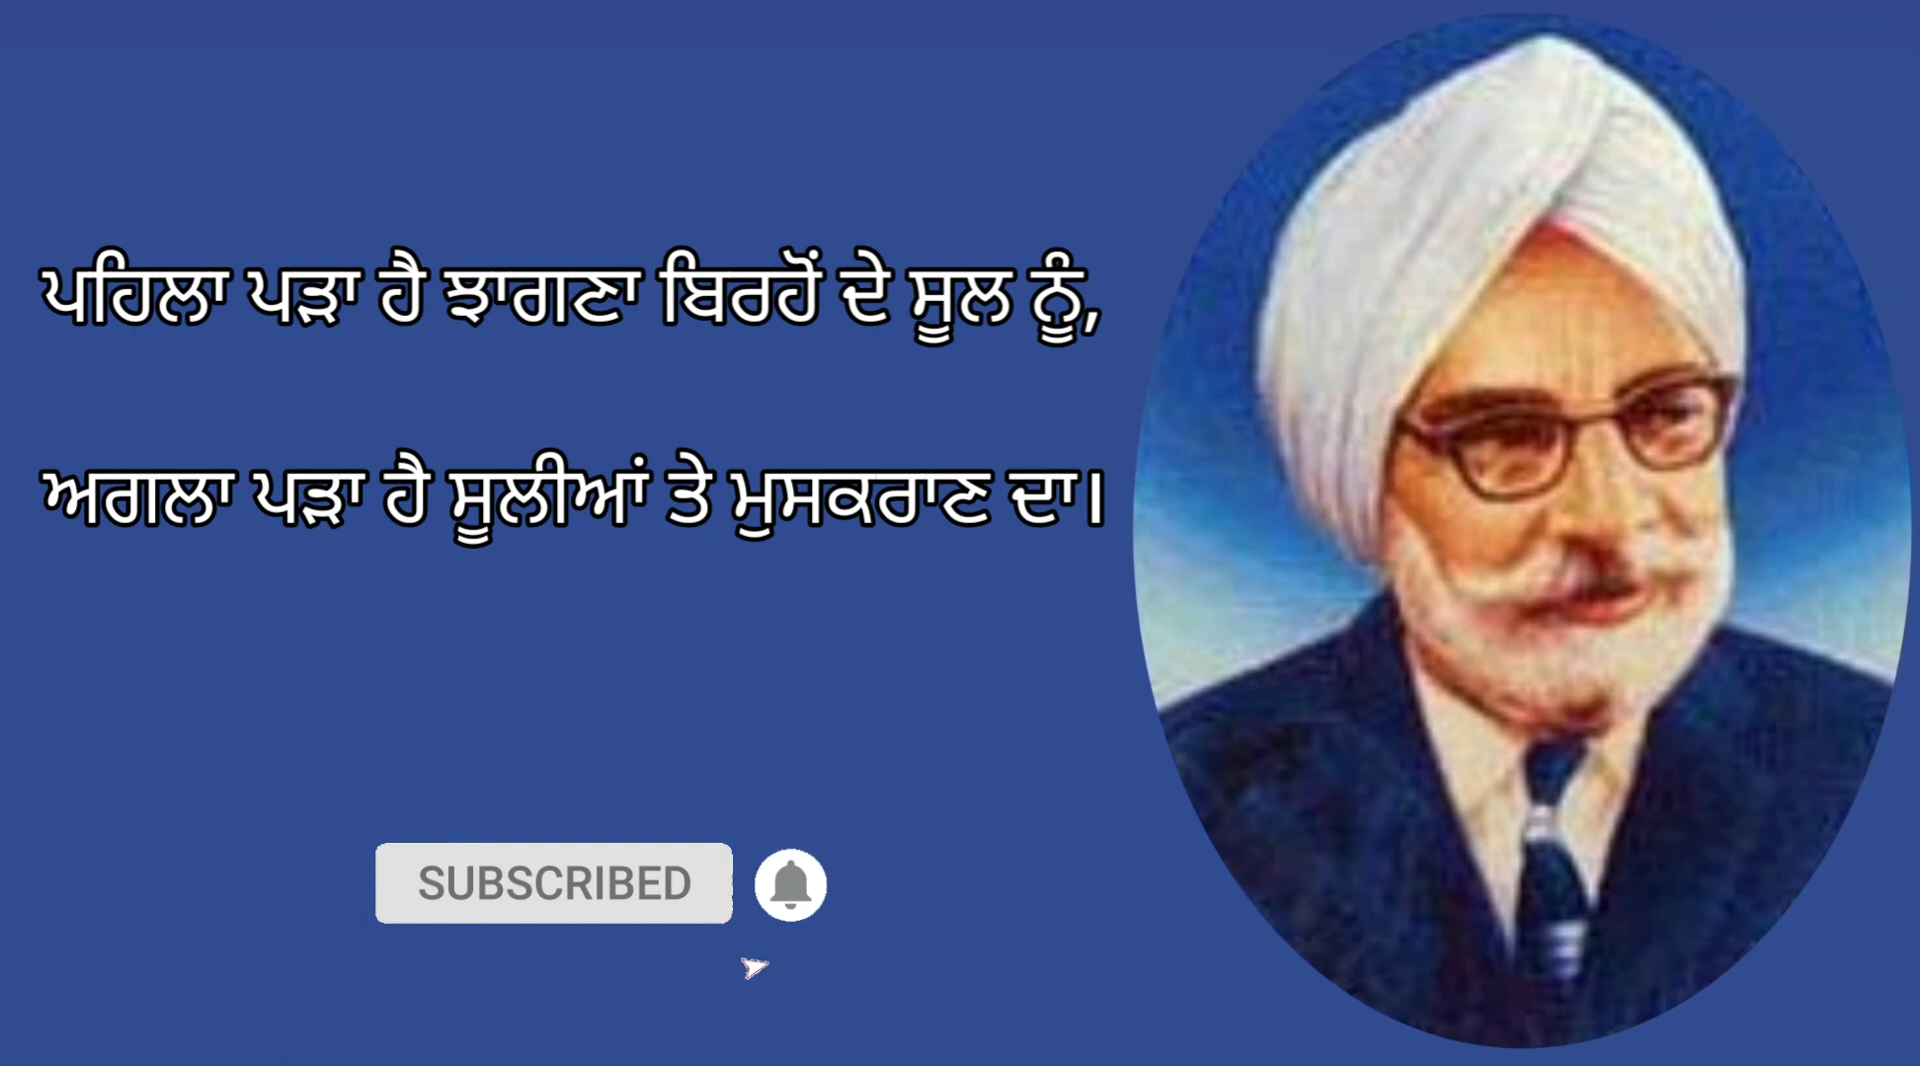 ਪਹਿਲਾ ਪੜਾ ਹੈ ਝਾਗਣਾ ਬਿਰਹੋਂ ਦੇ ਸੂਲ ਨੂੰ,
ਅਗਲਾ ਪੜਾ ਹੈ ਸੂਲੀਆਂ ਤੇ ਮੁਸਕਰਾਣ ਦਾ।
SUBSCRIBED